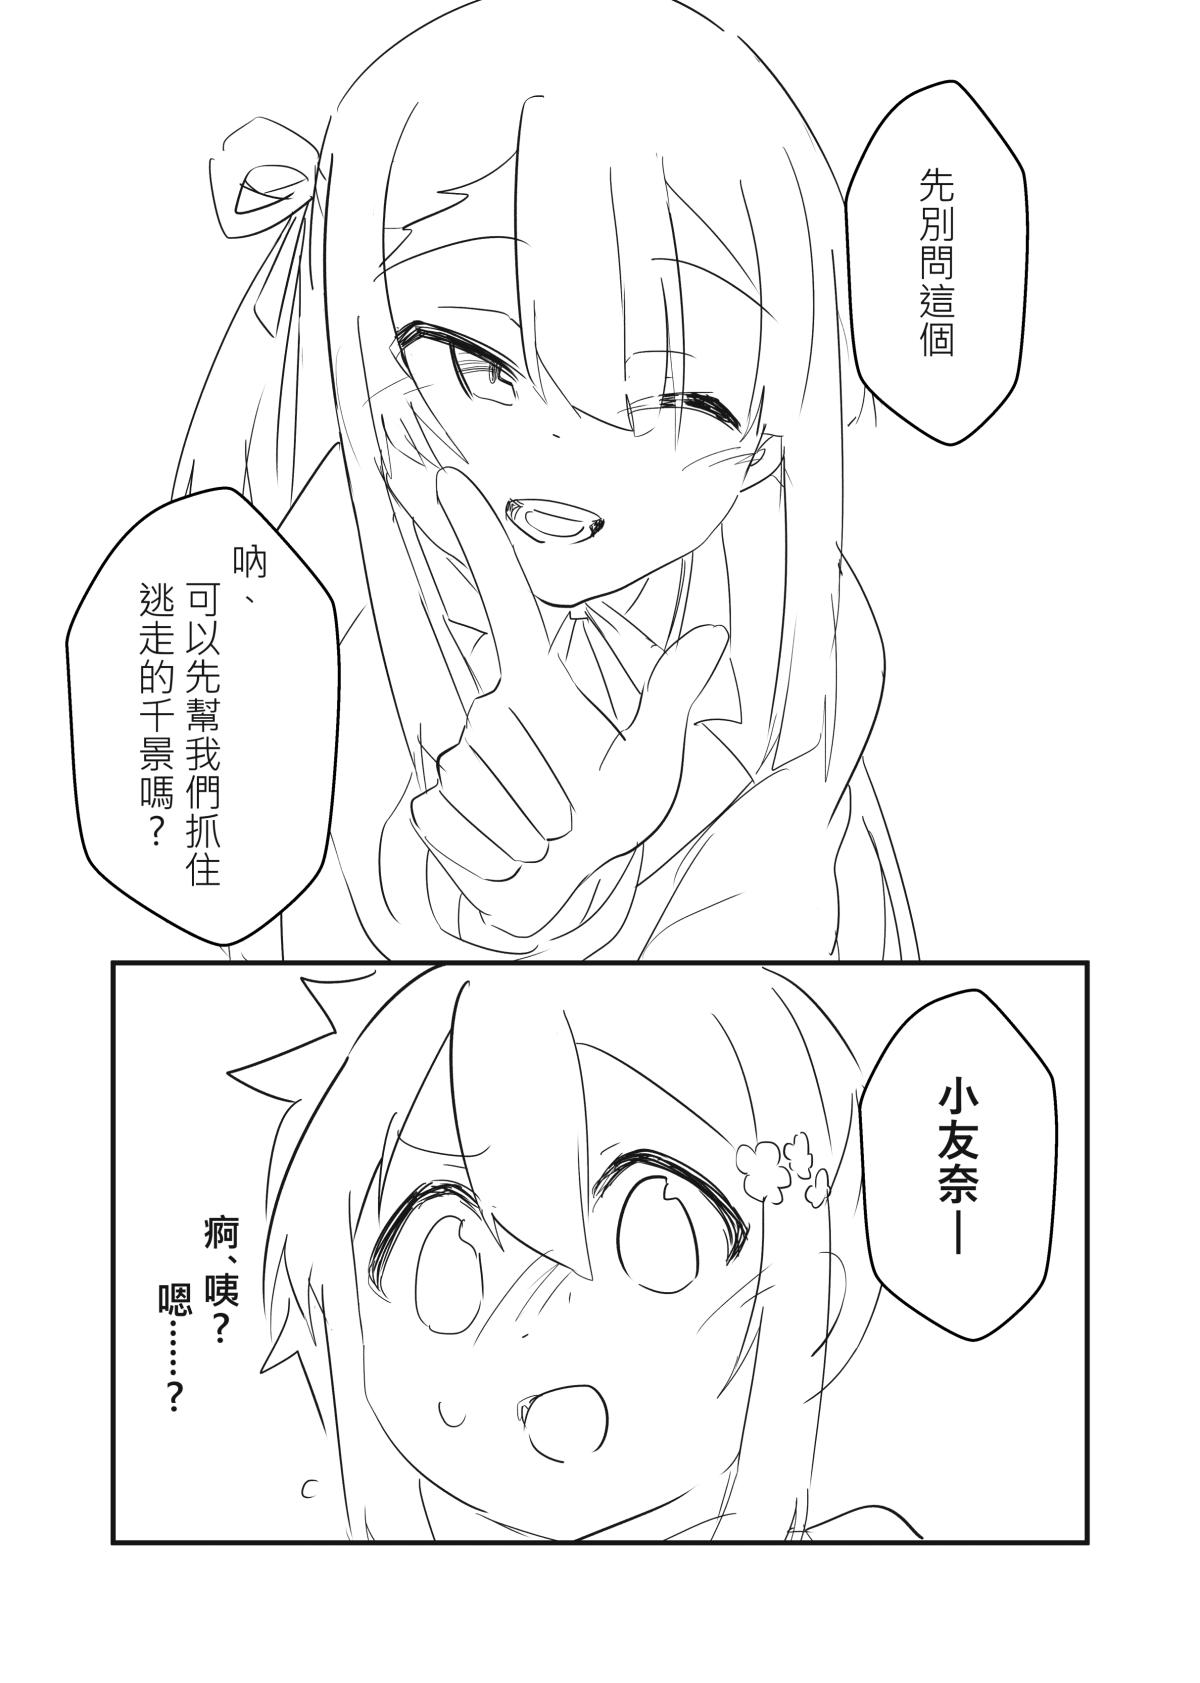 先別問這個
吶、
可以先幫我們抓住
逃走的千景嗎？
小友奈—
痾、咦？
嗯……？